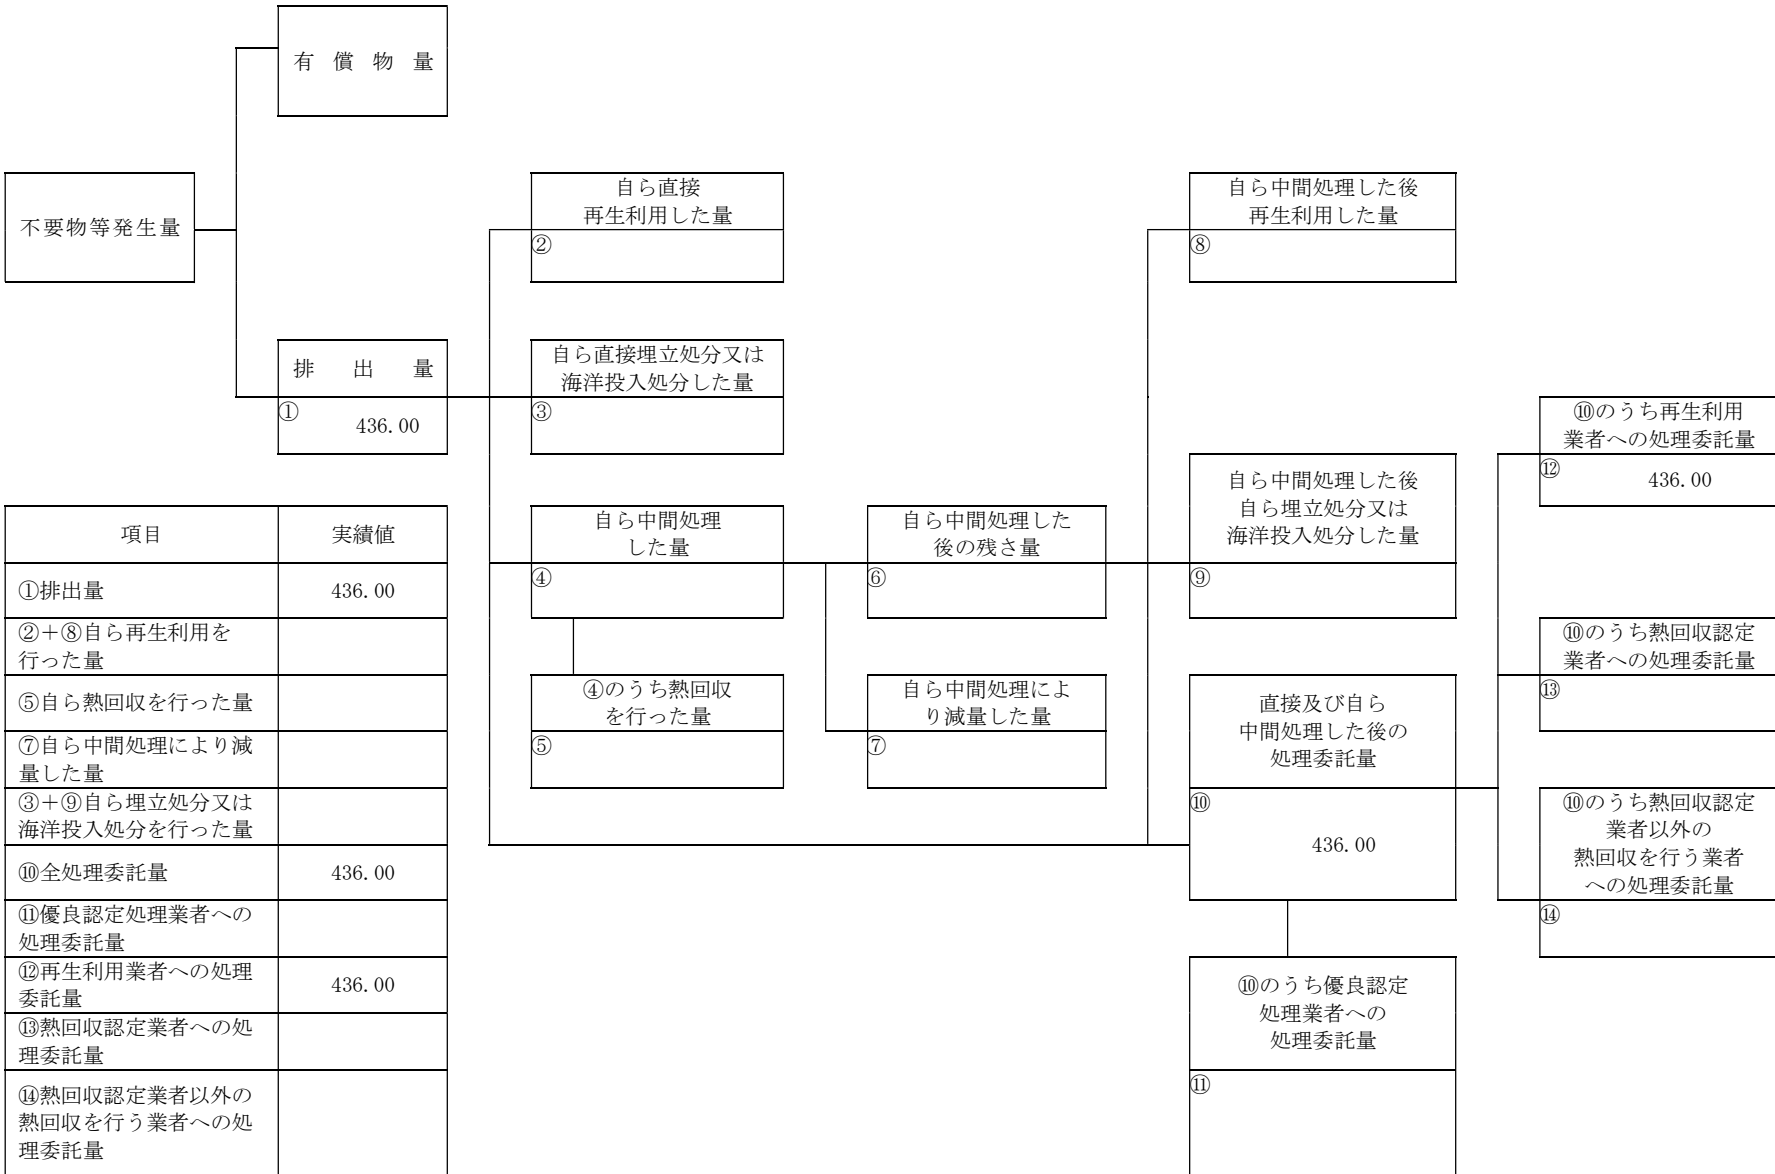 有償物量
不要物等発生量
排出量
①
436.00
自ら直接
再生利用した量
②
自ら直接埋立処分又は
海洋投入処分した量
③
自ら中間処理
した量
④
④のうち熱回収
を行った量
⑤
自ら中間処理した
後の残さ量
⑥
自ら中間処理によ
り減量した量
⑦
自ら中間処理した後
再生利用した量
⑧
自ら中間処理した後
自ら埋立処分又は
海洋投入処分した量
⑨
直接及び自ら
中間処理した後の
処理委託量
⑩
436.00
⑩のうち優良認定
処理業者への
処理委託量
⑪
⑩のうち再生利用
業者への処理委託量
⑫
436.00
⑩のうち熱回収認定
業者への処理委託量
⑬
⑩のうち熱回収認定
業者以外の
熱回収を行う業者
への処理委託量
⑭
項目 実績値
①排出量 436.00
②＋⑧自ら再生利用を
行った量
⑤自ら熱回収を行った量
⑦自ら中間処理により減
量した量
③＋⑨自ら埋立処分又は
海洋投入処分を行った量
⑩全処理委託量 436.00
⑪優良認定処理業者への
処理委託量
⑫再生利用業者への処理
委託量 436.00
⑬熱回収認定業者への処
理委託量
⑭熱回収認定業者以外の
熱回収を行う業者への処
理委託量